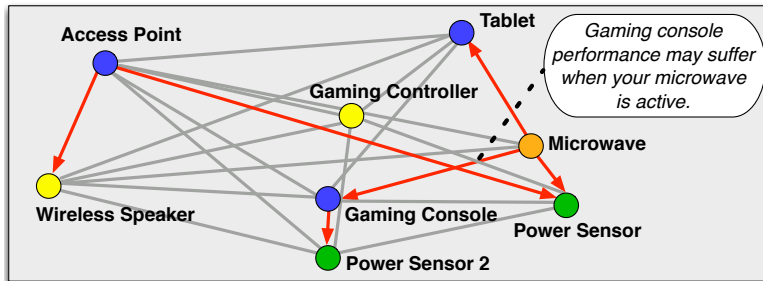 Tablet
Access Point
Gaming console
performance may suffer
when your microwave
is active.
Gaming Controller
Microwave
Wireless Speaker
Gaming Console
Power Sensor
Power Sensor 2